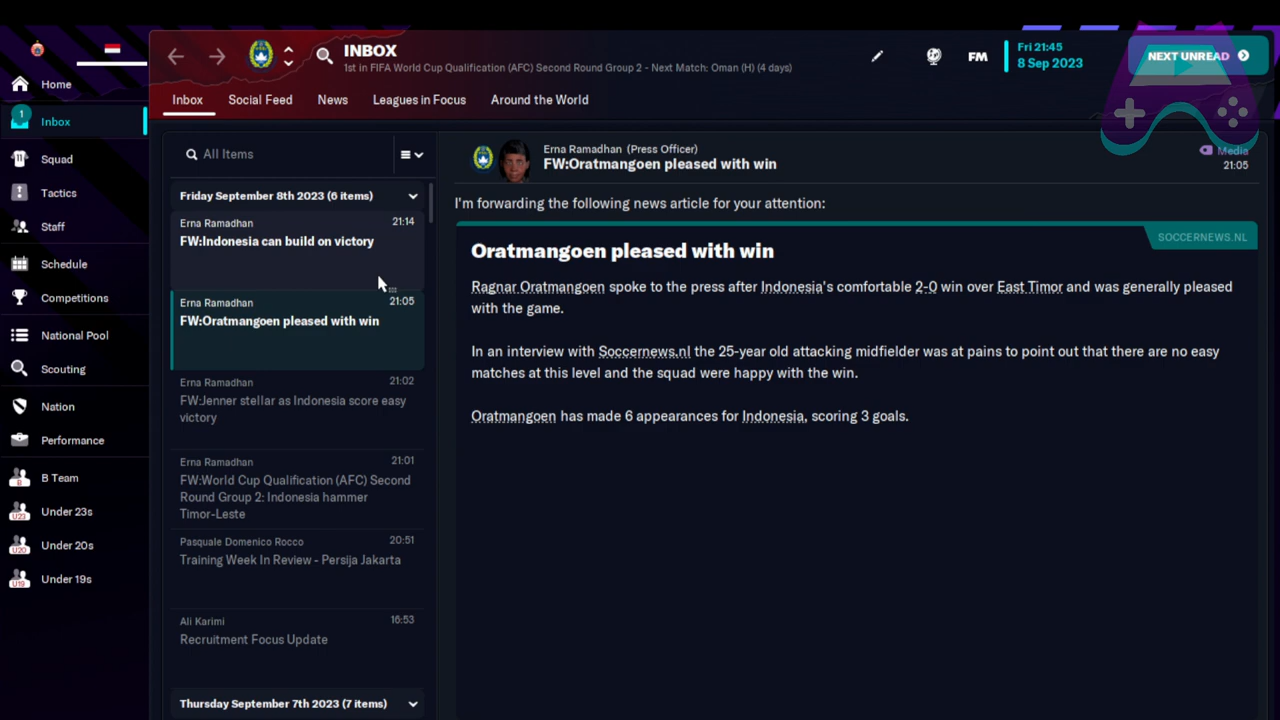 INBOX
1st in FIFA World Cup Qualification (AFC) Second Round Group 2 - Next Match: Oman (H) (4 days)
FM
Fri 21:45
8 Sep 2023
NEXT UNREAD
Home
1
Inbox
Squad
Tactics
Staff
Schedule
Competitions
National Pool
Scouting
Nation
Performance
B
B Team
U23
Under 23s
U20
Under 20s
U19
Under 19s
Inbox
Social Feed
News
Leagues in Focus
Around the World
All Items
Friday September 8th 2023 (6 items)
Erna Ramadhan
21:14
FW:Indonesia can build on victory
Erna Ramadhan
21:05
FW:Oratmangoen pleased with win
Erna Ramadhan
21:02
FW:Jenner stellar as Indonesia score easy
victory
Erna Ramadhan
21:01
FW:World Cup Qualification (AFC) Second
Round Group 2: Indonesia hammer
Timor-Leste
Pasquale Domenico Rocco
20:51
Training Week In Review - Persija Jakarta
Ali Karimi
16:53
Recruitment Focus Update
Thursday September 7th 2023 (7 items)
Erna Ramadhan (Press Officer)
FW:Oratmangoen pleased with win
Media
21:05
I'm forwarding the following news article for your attention:
SOCCERNEWS.NL
Oratmangoen pleased with win
Ragnar Oratmangoen spoke to the press after Indonesia's comfortable 2-0 win over East Timor and was generally pleased
with the game.
In an interview with Soccernews.nl the 25-year old attacking midfielder was at pains to point out that there are no easy
matches at this level and the squad were happy with the win.
Oratmangoen has made 6 appearances for Indonesia, scoring 3 goals.